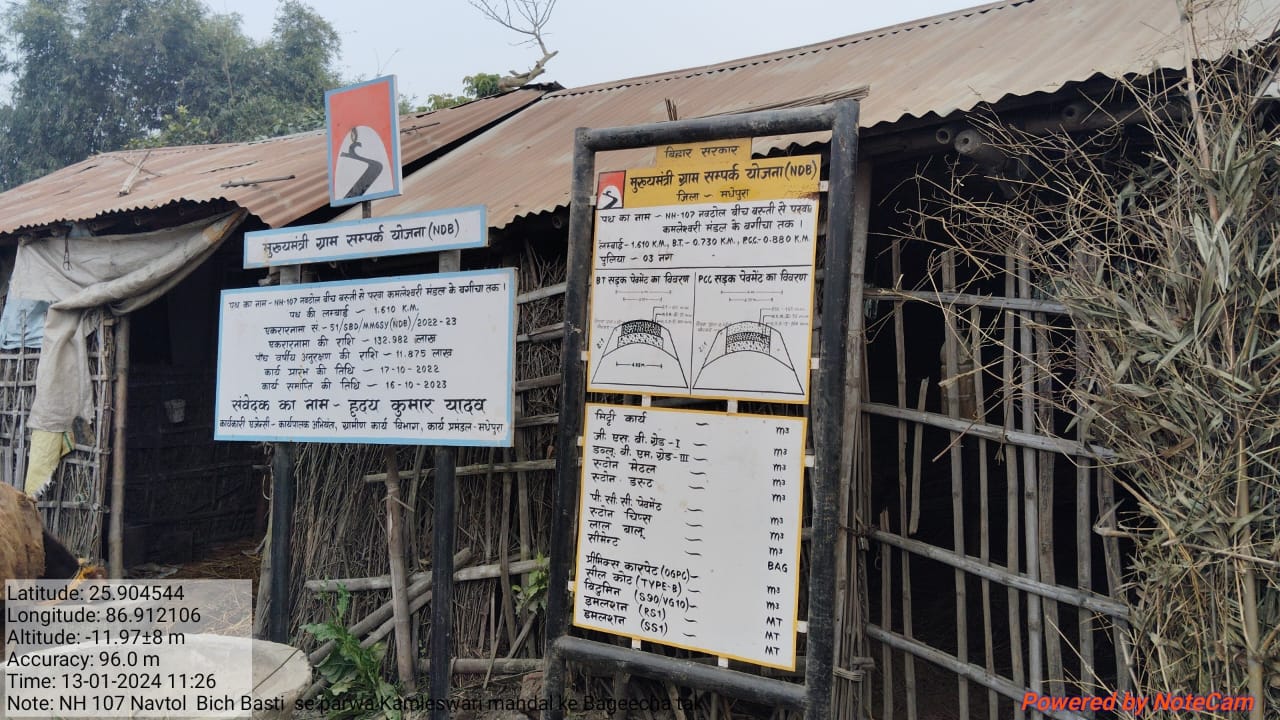 मुख्यमंत्री ग्राम सम्पर्क योजना (NDB)
पथ का नाम - NH-107 नवटोल बीच बस्ती से परवा कमलेश्वरी मंडल के बगीचा तक ।
पथ की लम्बाई - 1.610 K.M.
एकरारनामा सं - 51/SBD/MMGSY(NDB)/2022-23
एकरारनामा की राशि - 132.982 लाख
पाँच वर्षीय अनुरक्षण की राशि - 11.875 लाख
कार्य प्रारंभ की तिथि - 17-10-2022
कार्य समाप्ति की तिथि - 16-10-2023
संवेदक का नाम - हृदय कुमार यादव
कार्यकारी एजेन्सी - कार्यपालक अभियंता, ग्रामीण कार्य विभाग, कार्य प्रमंडल - मधेपुरा
बिहार सरकार
मुख्यमंत्री ग्राम सम्पर्क योजना (NDB)
जिला - मधेपुरा
पथ का नाम - NH-107 नवटोल बीच बस्ती से परवा
कमलेश्वरी मंडल के बगीचा तक ।
लम्बाई - 1.610 K.M., B.T. - 0.730 K.M., PCC - 0.880 K.M.
पुलिया - 03 नग
BT सड़क पेवमेंट का विवरण
PCC सड़क पेवमेंट का विवरण
मिट्टी कार्य - m³
जी. एस. बी. ग्रेड - I - m³
डब्लू. बी. एम. ग्रेड - III - m³
स्टोन मेटल - m³
स्टोन डस्ट - m³
पी. सी. सी. पेवमेंट - m³
स्टोन चिप्स - m³
लाल बालू - m³
सीमेन्ट - BAG
प्रीमिक्स कारपेट (OGPC) - m³
सील कोट (TYPE-B) - m³
बिटुमिन (S90/VG10) - MT
इमलशन (RS1) - MT
इमलशन (SS1) - MT
Latitude: 25.904544
Longitude: 86.912106
Altitude: -11.97±8 m
Accuracy: 96.0 m
Time: 13-01-2024 11:26
Note: NH 107 Navtol Bich Basti se parwa Kamleswari mandal ke Bageecha tak
Powered by NoteCam